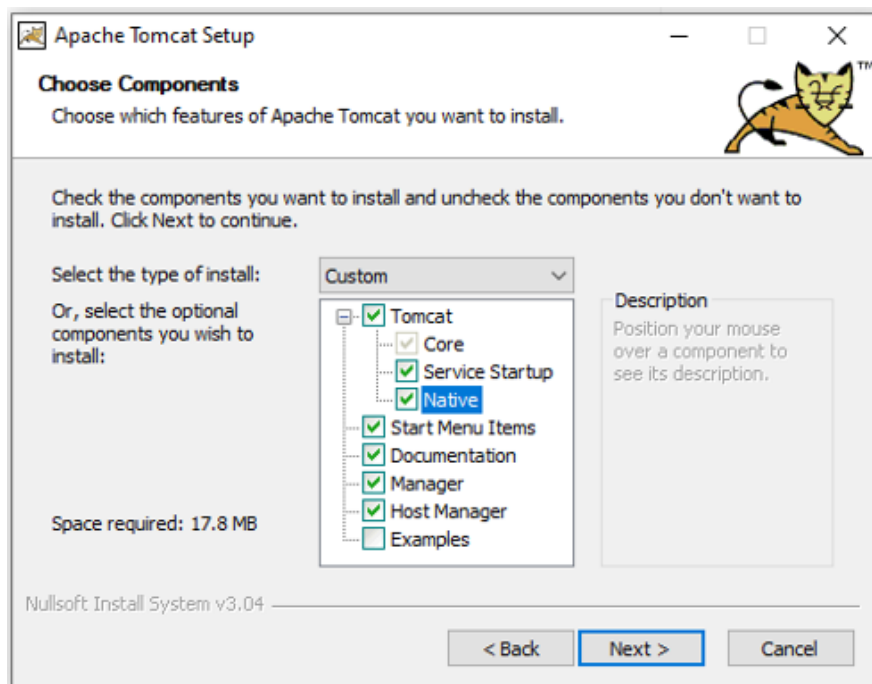 Apache Tomcat Setup
TM
Choose Components
Choose which features of Apache Tomcat you want to install.
Check the components you want to install and uncheck the components you don't want to
install. Click Next to continue.
Select the type of install:
Custom
Or, select the optional
components you wish to
install:
Tomcat
Core
Service Startup
Native
Start Menu Items
Documentation
Manager
Host Manager
Examples
Description
Position your mouse
over a component to
see its description.
Space required: 17.8 MB
Nullsoft Install System v3.04
< Back
Next >
Cancel